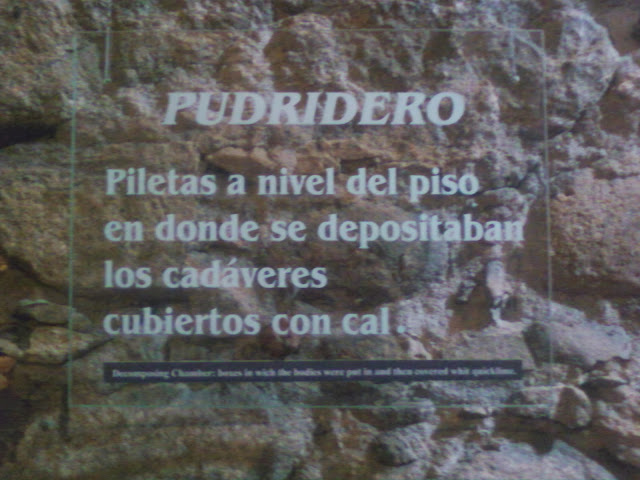 PUDRIDERO
Piletas a nivel del piso
en donde se depositaban
los cadáveres
cubiertos con cal.
Decomposing Chamber: boxes in wich the bodies were put in and then covered whit quicklime.